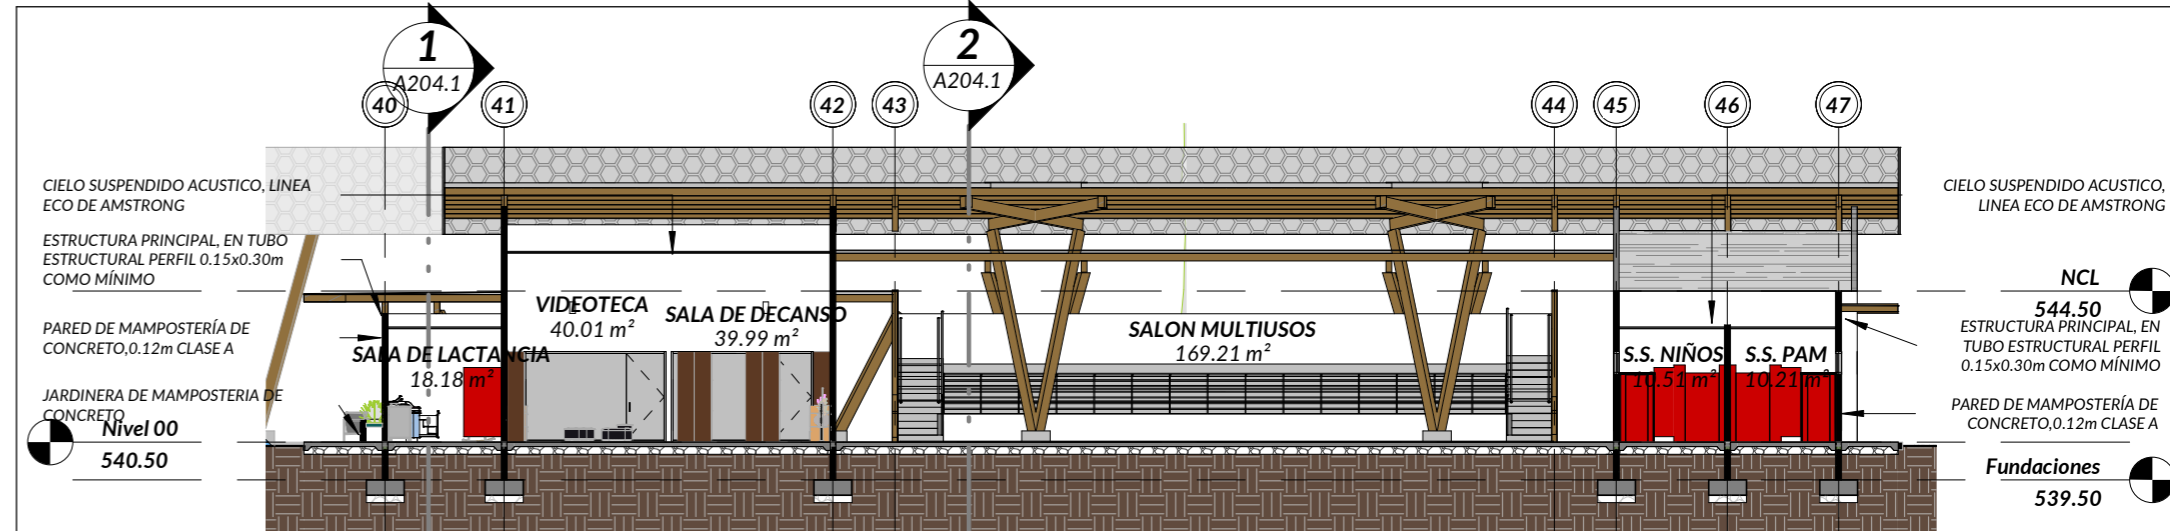 1
A204.1
2
A204.1
40
41
42
43
44
45
46
47
CIELO SUSPENDIDO ACUSTICO, LINEA
ECO DE AMSTRONG
ESTRUCTURA PRINCIPAL, EN TUBO
ESTRUCTURAL PERFIL 0.15x0.30m
COMO MÍNIMO
PARED DE MAMPOSTERÍA DE
CONCRETO,0.12m CLASE A
JARDINERA DE MAMPOSTERIA DE
CONCRETO
Nivel 00
540.50
SALA DE LACTANCIA
18.18 m²
VIDEOTECA
40.01 m²
SALA DE DECANSO
39.99 m²
SALON MULTIUSOS
169.21 m²
S.S. NIÑOS
10.51 m²
S.S. PAM
10.21 m²
CIELO SUSPENDIDO ACUSTICO,
LINEA ECO DE AMSTRONG
NCL
544.50
ESTRUCTURA PRINCIPAL, EN
TUBO ESTRUCTURAL PERFIL
0.15x0.30m COMO MÍNIMO
PARED DE MAMPOSTERÍA DE
CONCRETO,0.12m CLASE A
Fundaciones
539.50